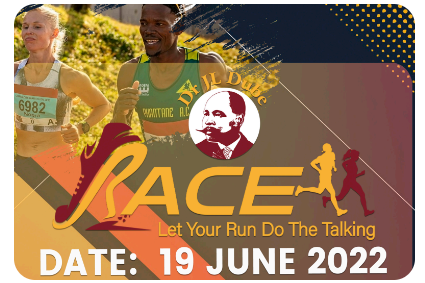 6982
Dr JL Dube
RACE
Let Your Run Do The Talking
DATE: 19 JUNE 2022